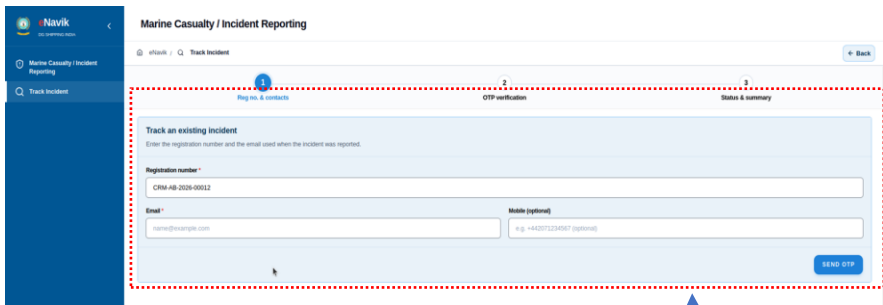 eNavik
DG SHIPPING INDIA
Marine Casualty / Incident Reporting
Track Incident
Marine Casualty / Incident Reporting
eNavik / Track Incident
← Back
1
Reg no. & contacts
2
OTP verification
3
Status & summary
Track an existing incident
Enter the registration number and the email used when the incident was reported.
Registration number *
CRM-AB-2026-00012
Email *
name@example.com
Mobile (optional)
e.g. +442071234567 (optional)
SEND OTP